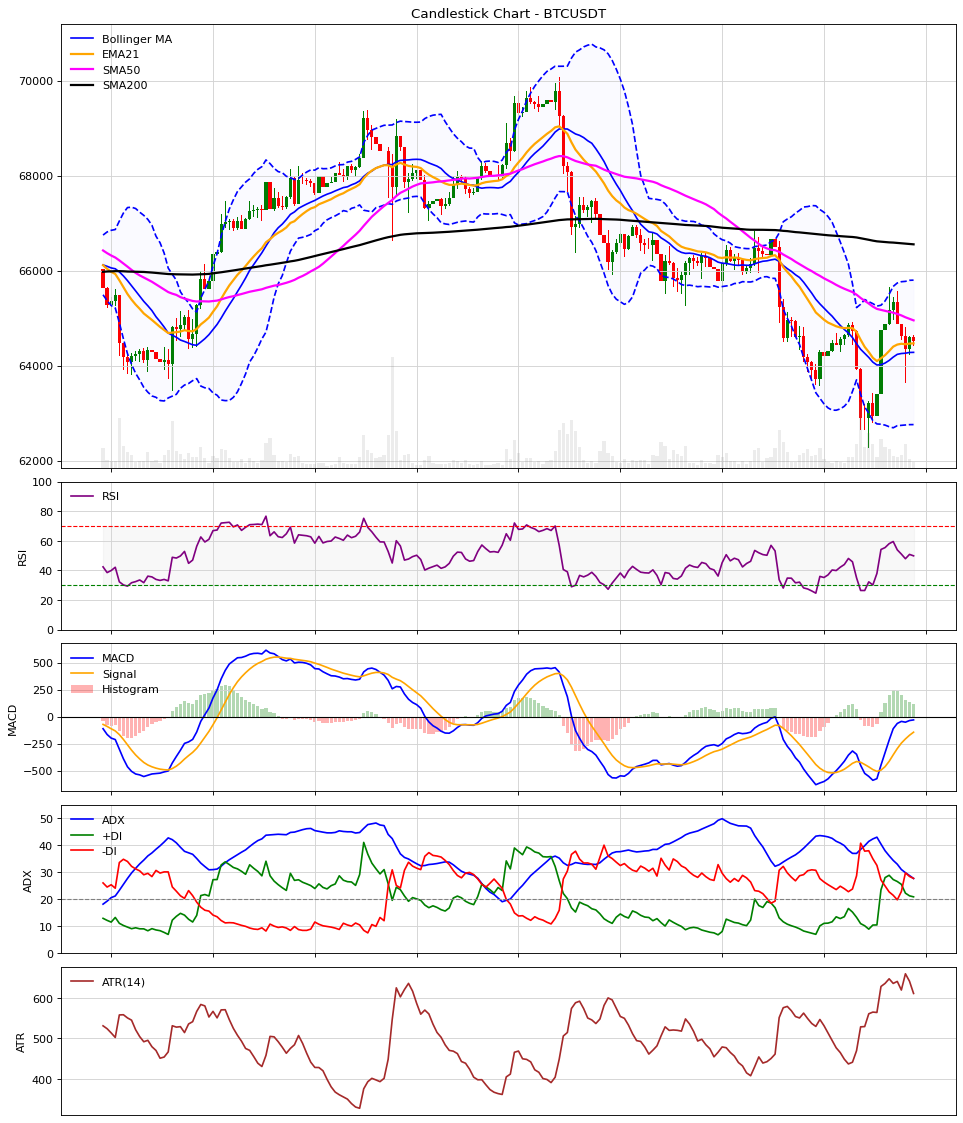 Candlestick Chart - BTCUSDT
Bollinger MA
EMA21
SMA50
SMA200
70000
68000
66000
64000
62000
RSI
100
80
60
40
20
0
RSI
MACD
Signal
Histogram
500
250
0
−250
−500
MACD
ADX
+DI
-DI
50
40
30
20
10
0
ADX
ATR(14)
600
500
400
ATR